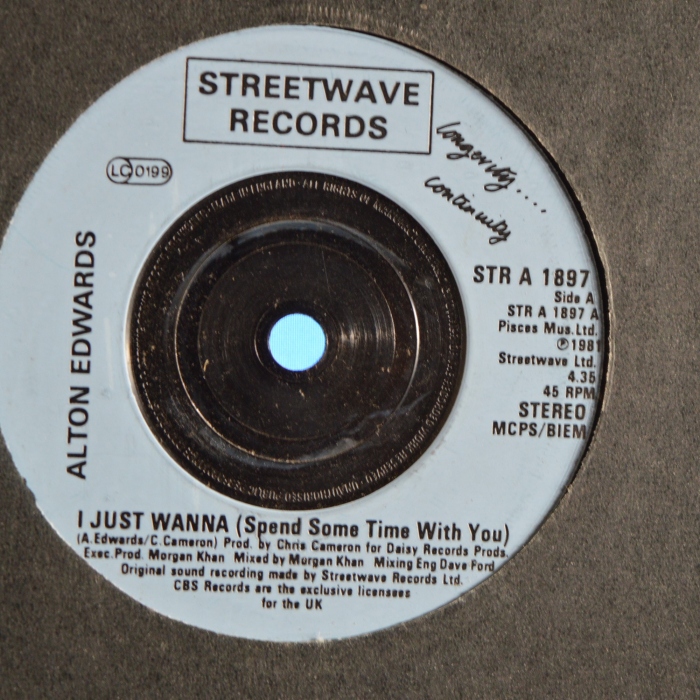 STREETWAVE
RECORDS
longevity....
continuity
LC 0199
ALTON EDWARDS
STR A 1897
Side A
STR A 1897 A
Pisces Mus.Ltd.
℗1981
Streetwave Ltd.
4.35
45 RPM
STEREO
MCPS/BIEM
I JUST WANNA (Spend Some Time With You)
(A.Edwards/C.Cameron) Prod. by Chris Cameron for Daisy Records Prods.
Exec.Prod. Morgan Khan Mixed by Morgan Khan Mixing Eng Dave Ford
Original sound recording made by Streetwave Records Ltd.
CBS Records are the exclusive licensees
for the UK